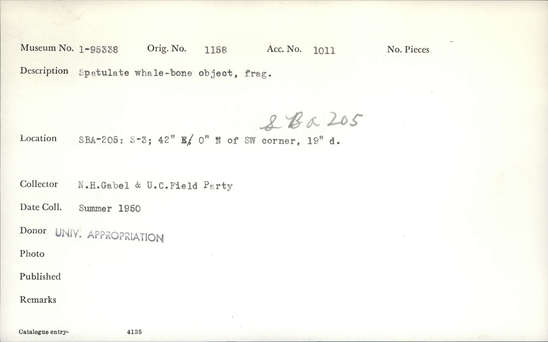 Museum No. 1-95338 Orig. No. 1158 Acc. No. 1011 No. Pieces
Description Spatulate whale-bone object, frag.
SBa 205
Location SBA-205: S-3; 42" E/ 0" N of SW corner, 19" d.
Collector N.H.Gabel & U.C.Field Party
Date Coll. Summer 1950
Donor UNIV. APPROPRIATION
Photo
Published
Remarks
Catalogue entry- 4135